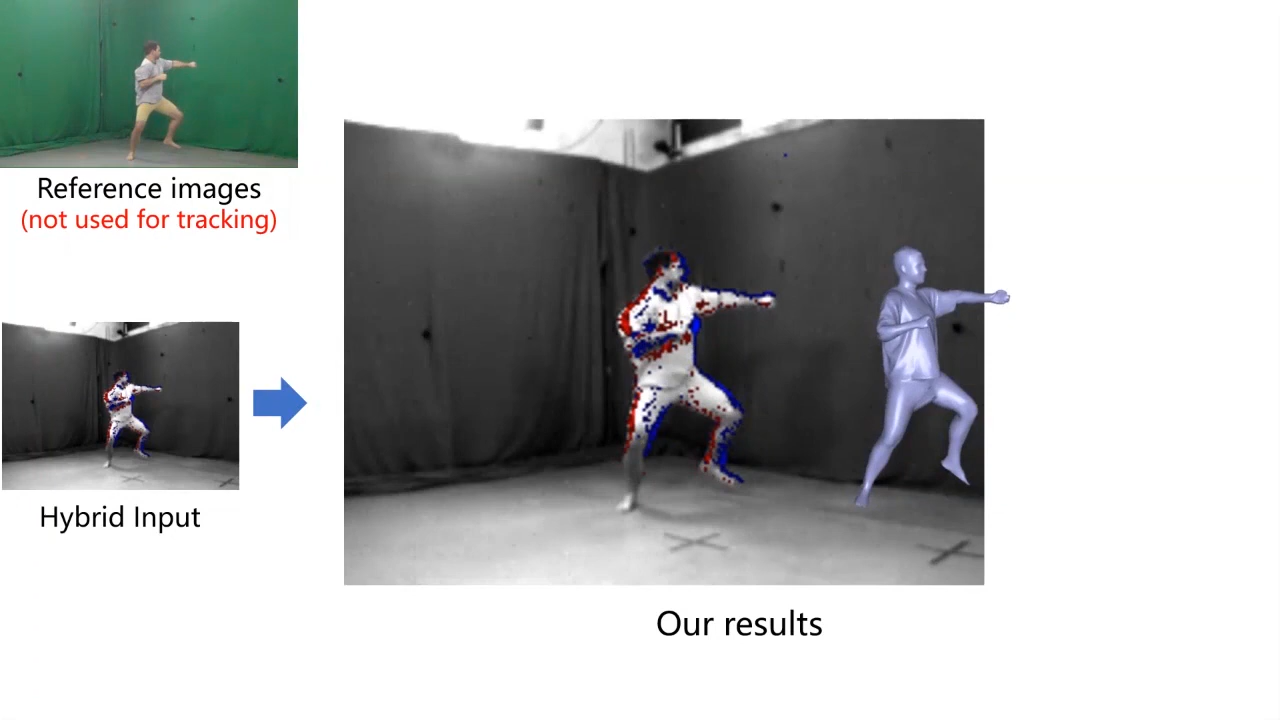 Reference images
(not used for tracking)
Hybrid Input
Our results